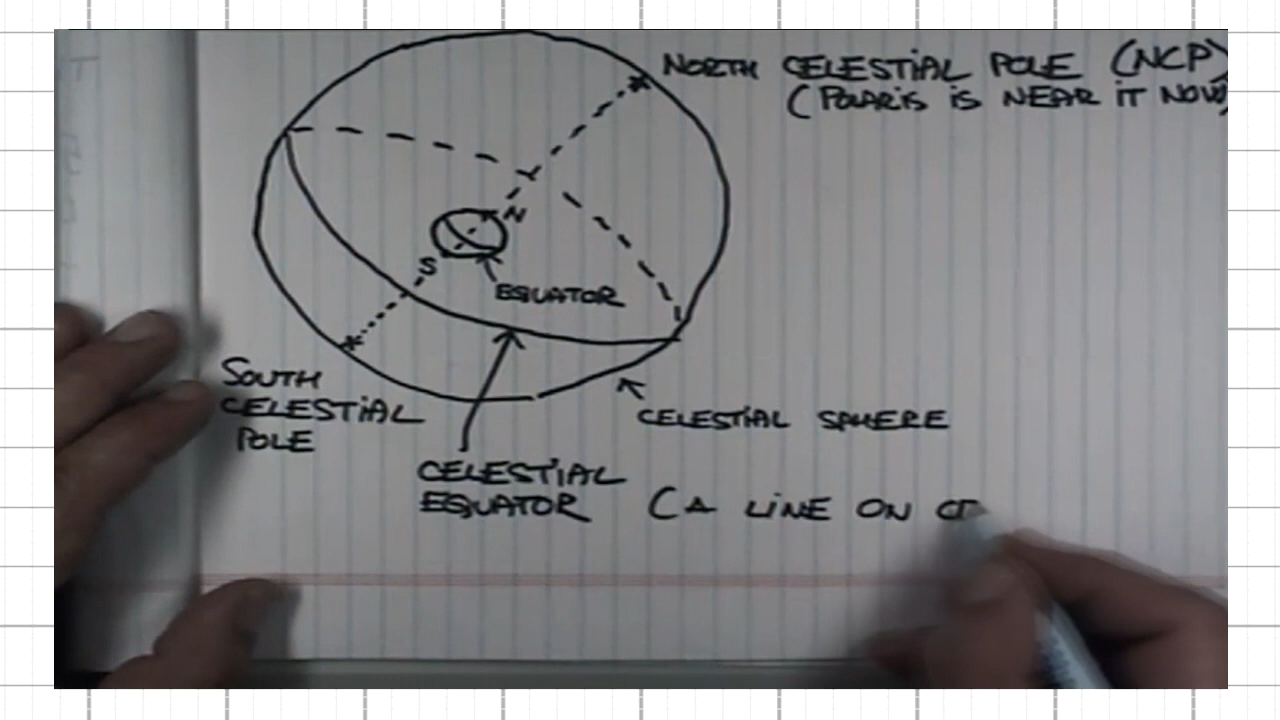 NORTH CELESTIAL POLE (NCP)
(POLARIS IS NEAR IT NOW)
N
S
EQUATOR
SOUTH
CELESTIAL
POLE
CELESTIAL SPHERE
CELESTIAL
EQUATOR (A LINE ON